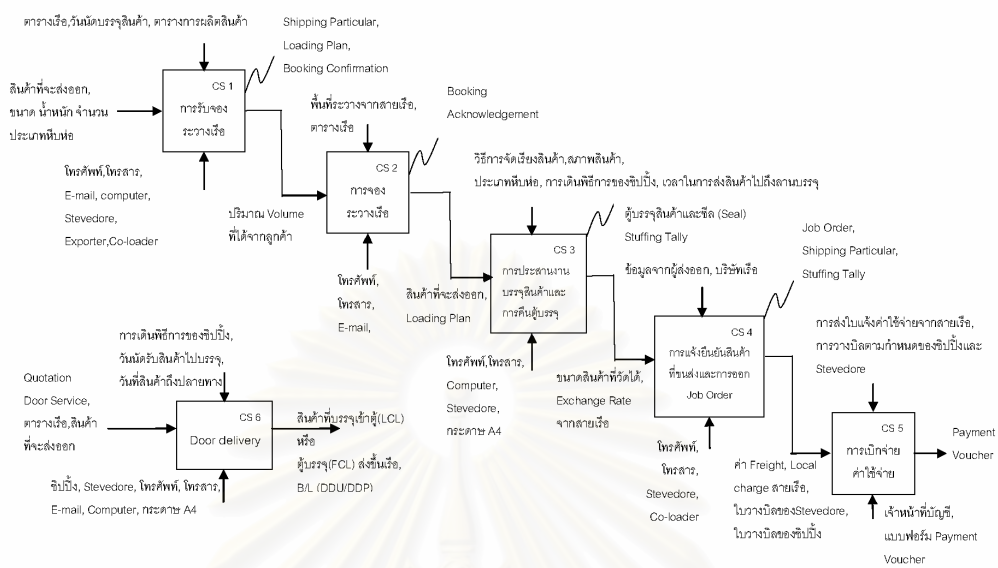 ตารางเรือ,วันนัดบรรจุสินค้า, ตารางการผลิตสินค้า
Shipping Particular,
Loading Plan,
Booking Confirmation
สินค้าที่จะส่งออก,
ขนาด น้ำหนัก จำนวน
ประเภทหีบห่อ
CS 1
การรับจอง
ระวางเรือ
โทรศัพท์,โทรสาร,
E-mail, computer,
Stevedore,
Exporter,Co-loader
พื้นที่ระวางจากสายเรือ,
ตารางเรือ
Booking
Acknowledgement
ปริมาณ Volume
ที่ได้จากลูกค้า
CS 2
การจอง
ระวางเรือ
โทรศัพท์,
โทรสาร,
E-mail,
วิธีการจัดเรียงสินค้า,สภาพสินค้า,
ประเภทหีบห่อ, การเดินพิธีการของชิปปิ้ง, เวลาในการส่งสินค้าไปถึงลานบรรจุ
ตู้บรรจุสินค้าและซีล (Seal)
Stuffing Tally
สินค้าที่จะส่งออก,
Loading Plan
CS 3
การประสานงาน
บรรจุสินค้าและ
การคืนตู้บรรจุ
โทรศัพท์,โทรสาร,
Computer,
Stevedore,
กระดาษ A4
ข้อมูลจากผู้ส่งออก, บริษัทเรือ
Job Order,
Shipping Particular,
Stuffing Tally
ขนาดสินค้าที่วัดได้,
Exchange Rate
จากสายเรือ
CS 4
การแจ้งยืนยันสินค้า
ที่ขนส่งและการออก
Job Order
โทรศัพท์,
โทรสาร,
Stevedore,
Co-loader
การส่งใบแจ้งค่าใช้จ่ายจากสายเรือ,
การวางบิลตามกำหนดของชิปปิ้งและ
Stevedore
ค่า Freight, Local
charge สายเรือ,
ใบวางบิลของStevedore,
ใบวางบิลของชิปปิ้ง
CS 5
การเบิกจ่าย
ค่าใช้จ่าย
Payment
Voucher
เจ้าหน้าที่บัญชี,
แบบฟอร์ม Payment
Voucher
การเดินพิธีการของชิปปิ้ง,
วันนัดรับสินค้าไปบรรจุ,
วันที่สินค้าถึงปลายทาง
Quotation
Door Service,
ตารางเรือ,สินค้า
ที่จะส่งออก
CS 6
Door delivery
สินค้าที่บรรจุเข้าตู้(LCL)
หรือ
ตู้บรรจุ(FCL) ส่งขึ้นเรือ,
B/L (DDU/DDP)
ชิปปิ้ง, Stevedore, โทรศัพท์, โทรสาร,
E-mail, Computer, กระดาษ A4